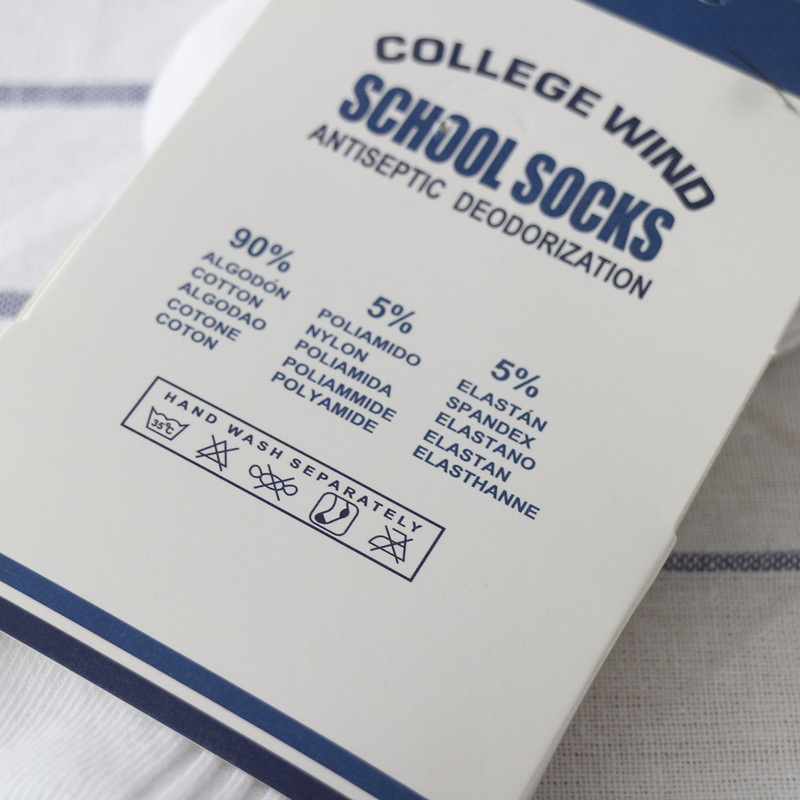 COLLEGE WIND
SCHOOL SOCKS
ANTISEPTIC DEODORIZATION
90%
ALGODÓN
COTTON
ALGODAO
COTONE
COTON
5%
POLIAMIDO
NYLON
POLIAMIDA
POLIAMMIDE
POLYAMIDE
5%
ELASTÁN
SPANDEX
ELASTANO
ELASTAN
ELASTHANNE
HAND WASH SEPARATELY
35℃